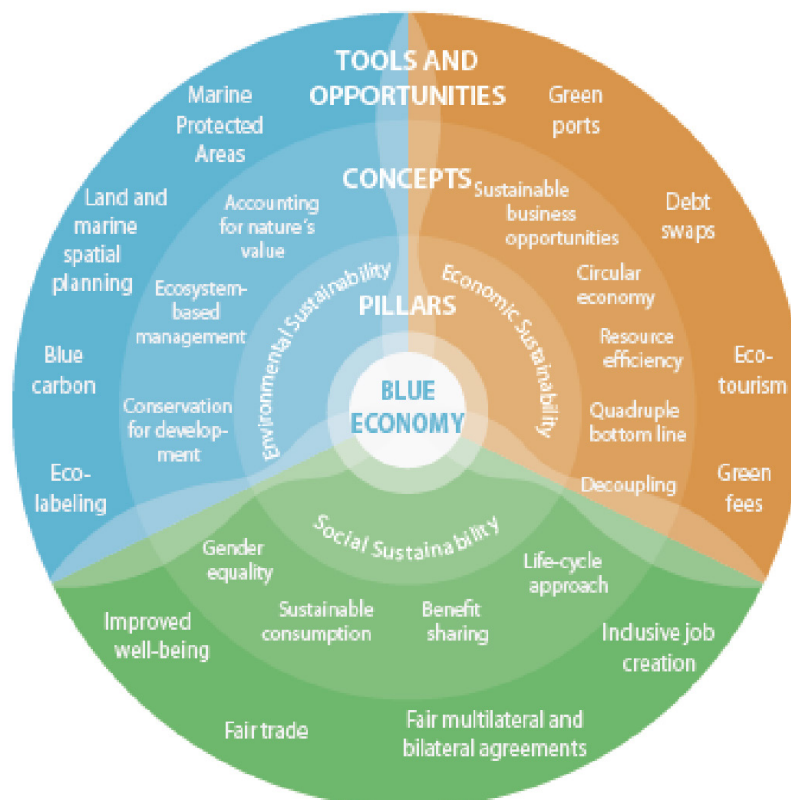 TOOLS AND
OPPORTUNITIES
CONCEPTS
PILLARS
BLUE
ECONOMY
Environmental Sustainability
Economic Sustainability
Social Sustainability
Marine
Protected
Areas
Land and
marine
spatial
planning
Blue
carbon
Eco-
labeling
Accounting
for nature's
value
Ecosystem-
based
management
Conservation
for develop-
ment
Green
ports
Debt
swaps
Eco-
tourism
Green
fees
Sustainable
business
opportunities
Circular
economy
Resource
efficiency
Quadruple
bottom line
Decoupling
Gender
equality
Sustainable
consumption
Benefit
sharing
Life-cycle
approach
Improved
well-being
Fair trade
Fair multilateral and
bilateral agreements
Inclusive job
creation